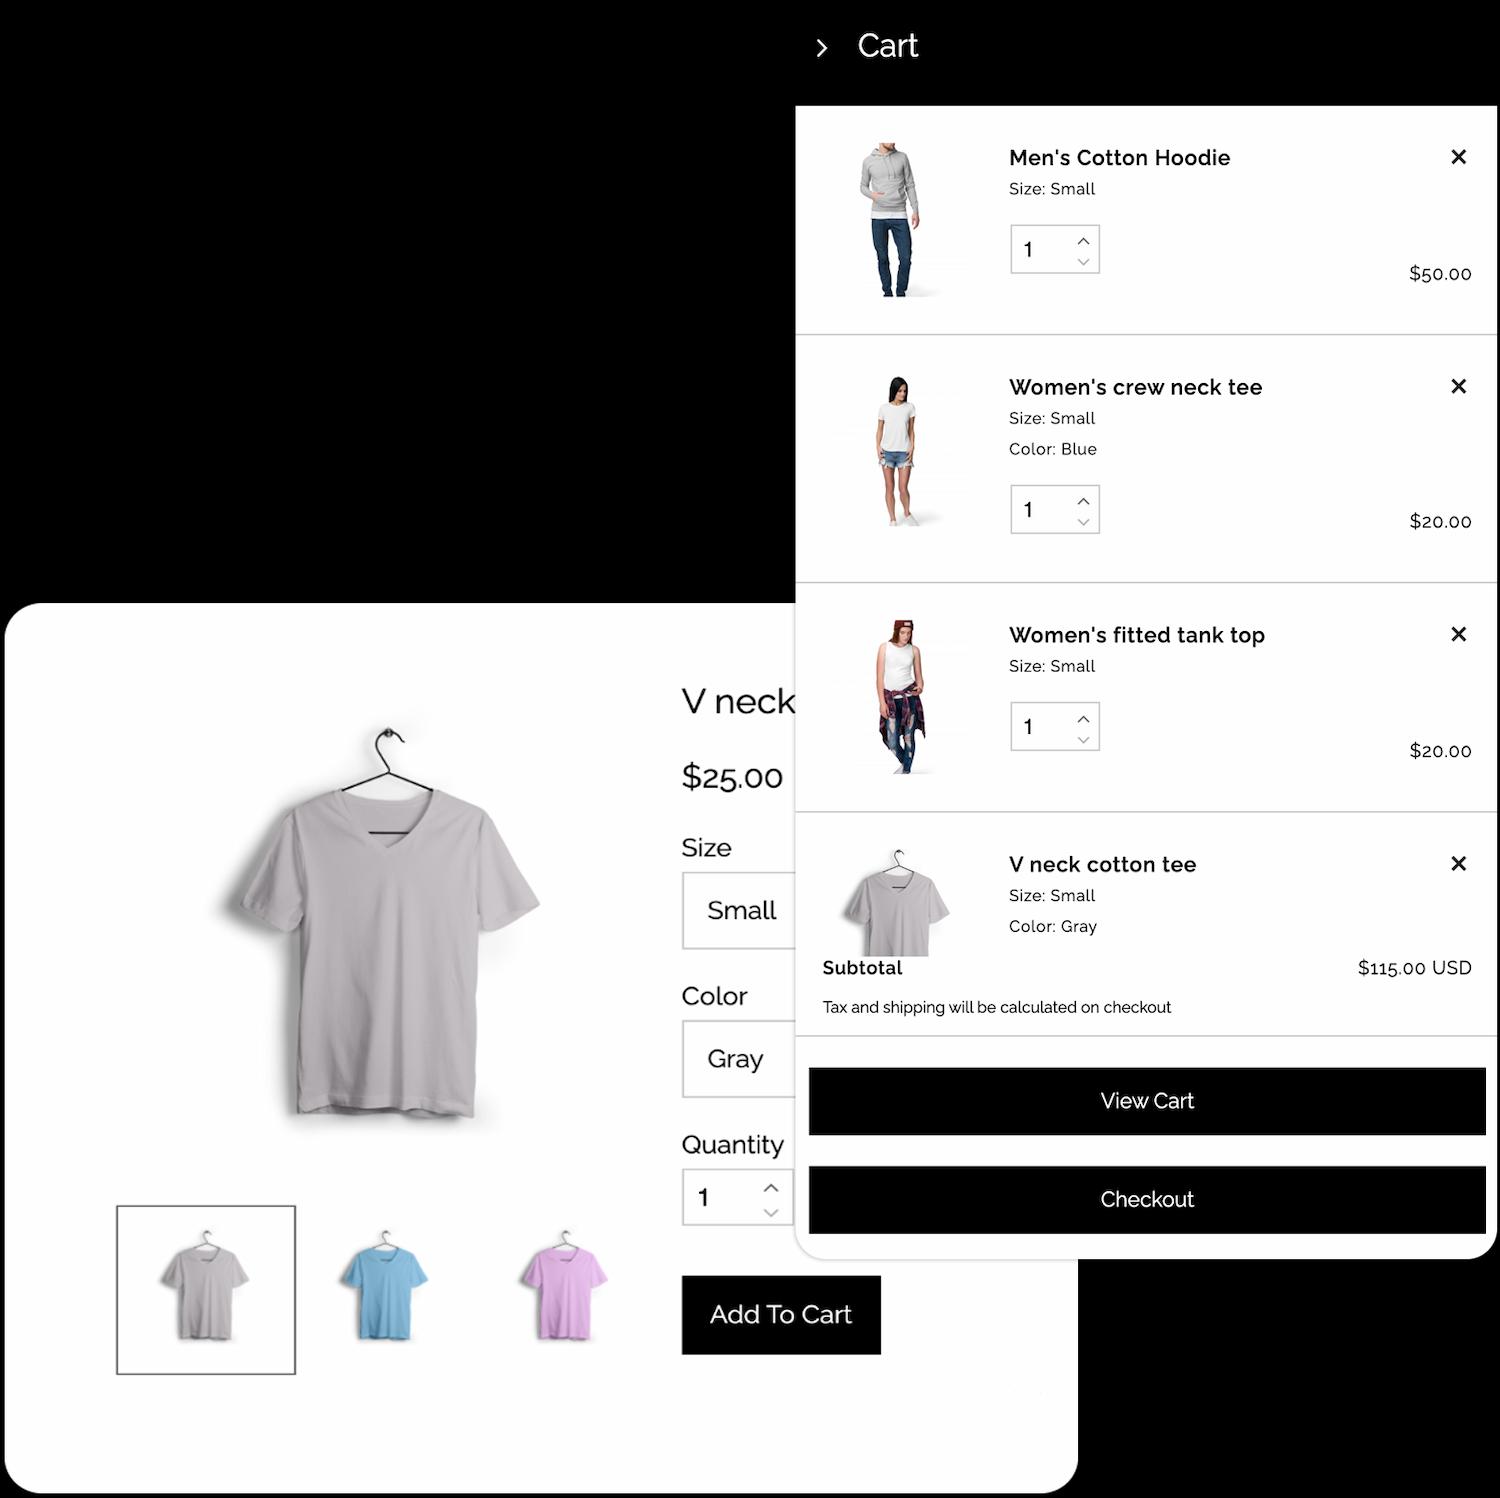 Cart
Men's Cotton Hoodie
Size: Small
1
$50.00
Women's crew neck tee
Size: Small
Color: Blue
1
$20.00
Women's fitted tank top
Size: Small
1
$20.00
V neck cotton tee
Size: Small
Color: Gray
Subtotal $115.00 USD
Tax and shipping will be calculated on checkout
View Cart
Checkout
V neck
$25.00
Size
Small
Color
Gray
Quantity
1
Add To Cart